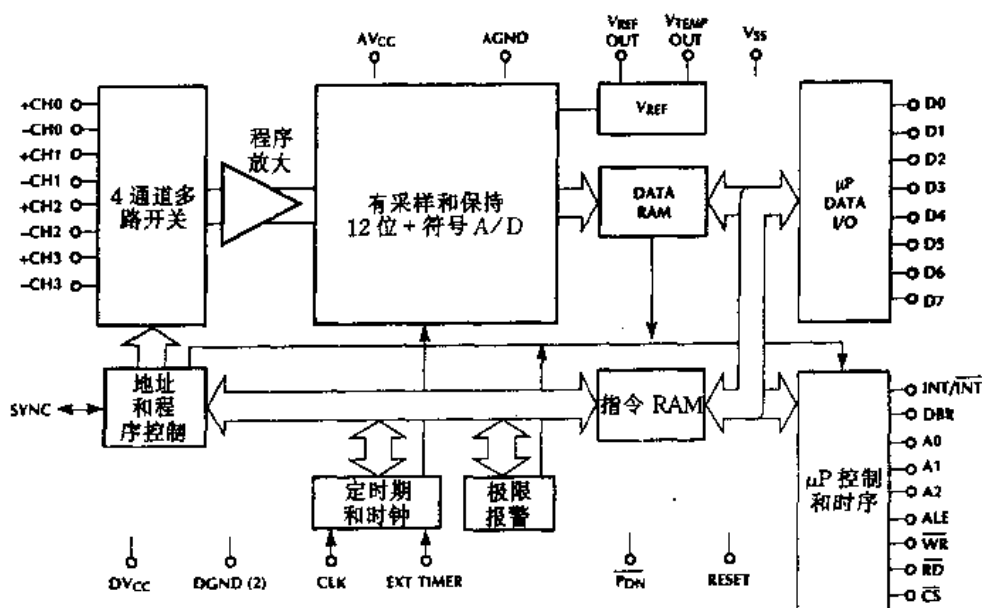 AVCC
AGND
VREF
OUT
VTEMP
OUT
VSS
+CH0
−CH0
+CH1
−CH1
+CH2
−CH2
+CH3
−CH3
4通道多
路开关
程序
放大
有采样和保持
12位+符号A/D
VREF
DATA
RAM
μP
DATA
I/O
D0
D1
D2
D3
D4
D5
D6
D7
SYNC
地址
和程
序控制
指令 RAM
定时期
和时钟
极限
报警
μP控制
和时序
INT/INT
DBR
A0
A1
A2
ALE
WR
RD
CS
DVCC
DGND (2)
CLK
EXT TIMER
PDN
RESET